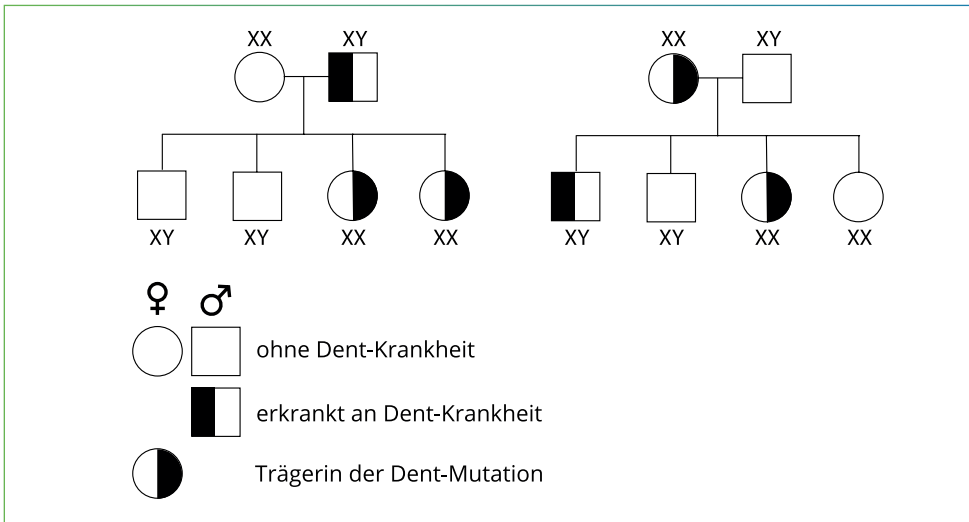 XX XY XX XY
XY XY XX XX XY XY XX XX
♀ ♂
ohne Dent-Krankheit
erkrankt an Dent-Krankheit
Trägerin der Dent-Mutation